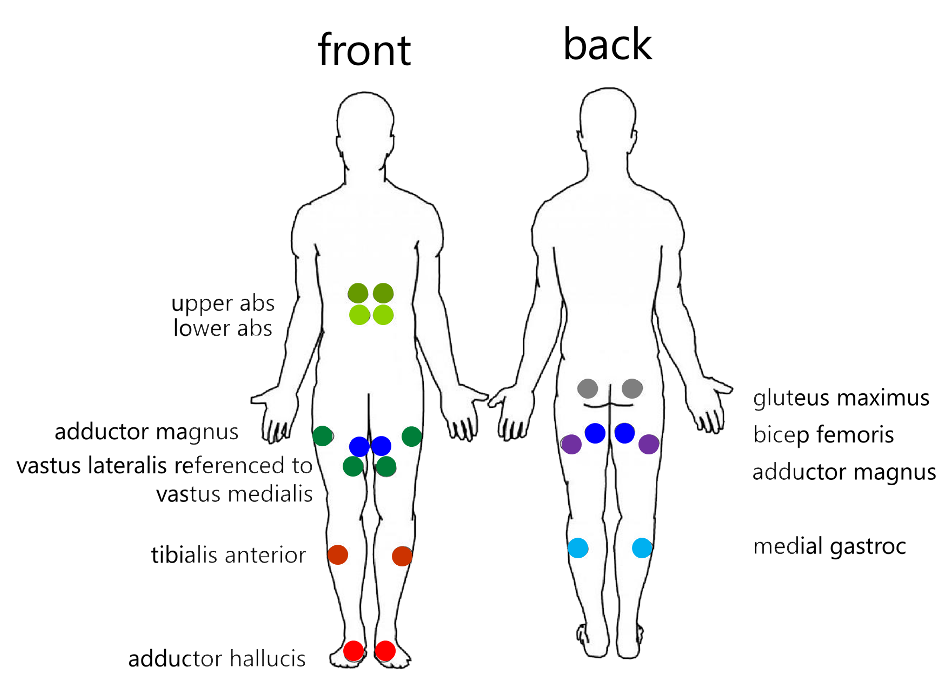 front
back
upper abs
lower abs
adductor magnus
vastus lateralis referenced to
vastus medialis
tibialis anterior
adductor hallucis
gluteus maximus
bicep femoris
adductor magnus
medial gastroc